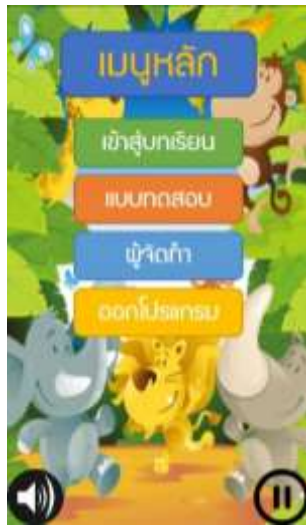 เมนูหลัก
เข้าสู่บทเรียน
แบบทดสอบ
ผู้จัดทำ
ออกโปรแกรม